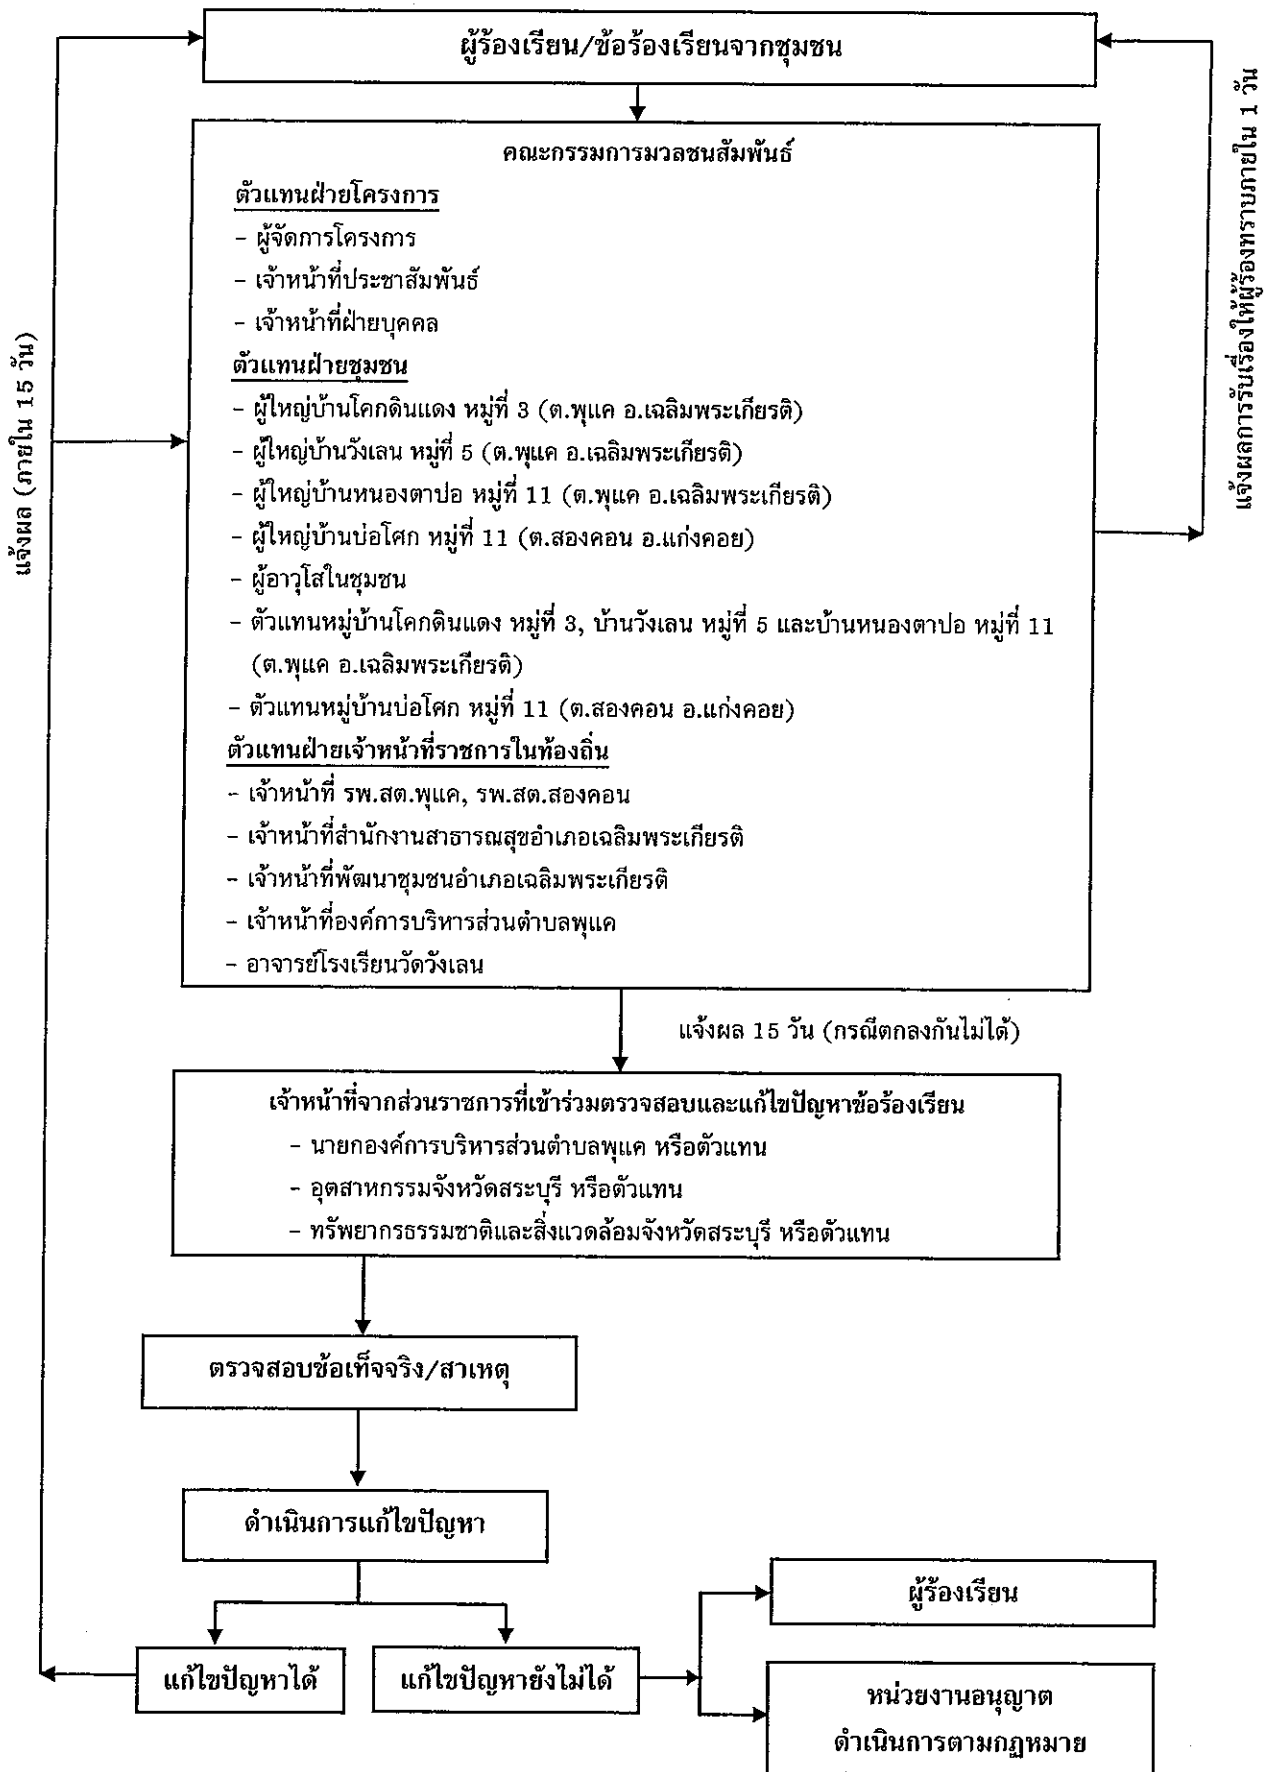 ผู้ร้องเรียน/ข้อร้องเรียนจากชุมชน
คณะกรรมการมวลชนสัมพันธ์
ตัวแทนฝ่ายโครงการ
- ผู้จัดการโครงการ
- เจ้าหน้าที่ประชาสัมพันธ์
- เจ้าหน้าที่ฝ่ายบุคคล
ตัวแทนฝ่ายชุมชน
- ผู้ใหญ่บ้านโคกดินแดง หมู่ที่ 3 (ต.พุแค อ.เฉลิมพระเกียรติ)
- ผู้ใหญ่บ้านวังเลน หมู่ที่ 5 (ต.พุแค อ.เฉลิมพระเกียรติ)
- ผู้ใหญ่บ้านหนองตาปอ หมู่ที่ 11 (ต.พุแค อ.เฉลิมพระเกียรติ)
- ผู้ใหญ่บ้านบ่อโศก หมู่ที่ 11 (ต.สองคอน อ.แก่งคอย)
- ผู้อาวุโสในชุมชน
- ตัวแทนหมู่บ้านโคกดินแดง หมู่ที่ 3, บ้านวังเลน หมู่ที่ 5 และบ้านหนองตาปอ หมู่ที่ 11
(ต.พุแค อ.เฉลิมพระเกียรติ)
- ตัวแทนหมู่บ้านบ่อโศก หมู่ที่ 11 (ต.สองคอน อ.แก่งคอย)
ตัวแทนฝ่ายเจ้าหน้าที่ราชการในท้องถิ่น
- เจ้าหน้าที่ รพ.สต.พุแค, รพ.สต.สองคอน
- เจ้าหน้าที่สำนักงานสาธารณสุขอำเภอเฉลิมพระเกียรติ
- เจ้าหน้าที่พัฒนาชุมชนอำเภอเฉลิมพระเกียรติ
- เจ้าหน้าที่องค์การบริหารส่วนตำบลพุแค
- อาจารย์โรงเรียนวัดวังเลน
แจ้งผล (ภายใน 15 วัน)
แจ้งผลการรับเรื่องให้ผู้ร้องทราบภายใน 1 วัน
แจ้งผล 15 วัน (กรณีตกลงกันไม่ได้)
เจ้าหน้าที่จากส่วนราชการที่เข้าร่วมตรวจสอบและแก้ไขปัญหาข้อร้องเรียน
- นายกองค์การบริหารส่วนตำบลพุแค หรือตัวแทน
- อุตสาหกรรมจังหวัดสระบุรี หรือตัวแทน
- ทรัพยากรธรรมชาติและสิ่งแวดล้อมจังหวัดสระบุรี หรือตัวแทน
ตรวจสอบข้อเท็จจริง/สาเหตุ
ดำเนินการแก้ไขปัญหา
แก้ไขปัญหาได้
แก้ไขปัญหายังไม่ได้
ผู้ร้องเรียน
หน่วยงานอนุญาต
ดำเนินการตามกฎหมาย